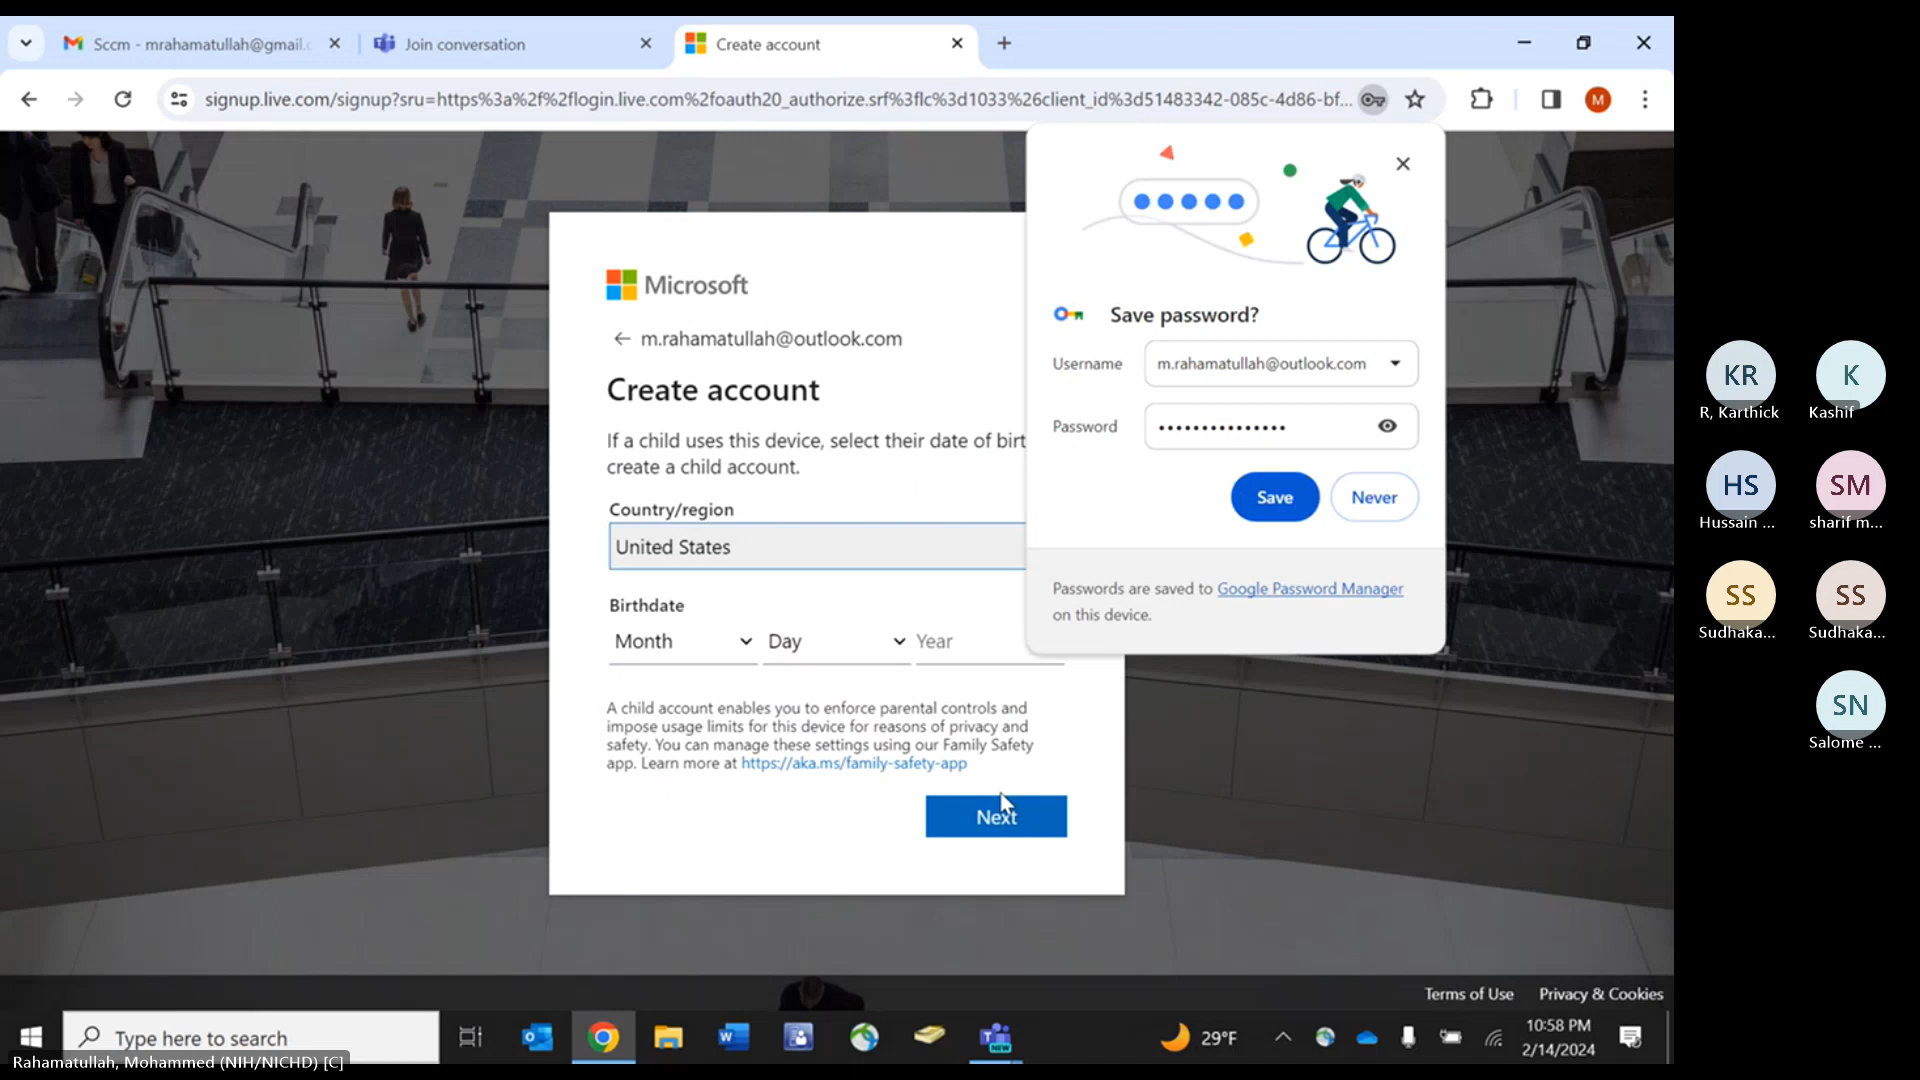 Sccm - mrahamatullah@gmail.c
Join conversation
Create account
signup.live.com/signup?sru=https%3a%2f%2flogin.live.com%2foauth20_authorize.srf%3flc%3d1033%26client_id%3d51483342-085c-4d86-bf...
M
Microsoft
m.rahamatullah@outlook.com
Create account
If a child uses this device, select their date of birt
create a child account.
Country/region
United States
Birthdate
Month
Day
Year
A child account enables you to enforce parental controls and
impose usage limits for this device for reasons of privacy and
safety. You can manage these settings using our Family Safety
app. Learn more at https://aka.ms/family-safety-app
Next
Save password?
Username
m.rahamatullah@outlook.com
Password
Save
Never
Passwords are saved to Google Password Manager
on this device.
KR
R, Karthick
K
Kashif
HS
Hussain ...
SM
sharif m...
SS
Sudhaka...
SS
Sudhaka...
SN
Salome ...
Terms of Use
Privacy & Cookies
Type here to search
NEW
29°F
10:58 PM
2/14/2024
Rahamatullah, Mohammed (NIH/NICHD) [C]